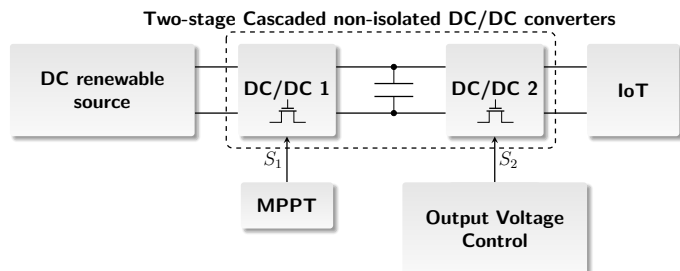 Two-stage Cascaded non-isolated DC/DC converters
DC renewable
source
DC/DC 1
DC/DC 2
IoT
S₁
S₂
MPPT
Output Voltage
Control